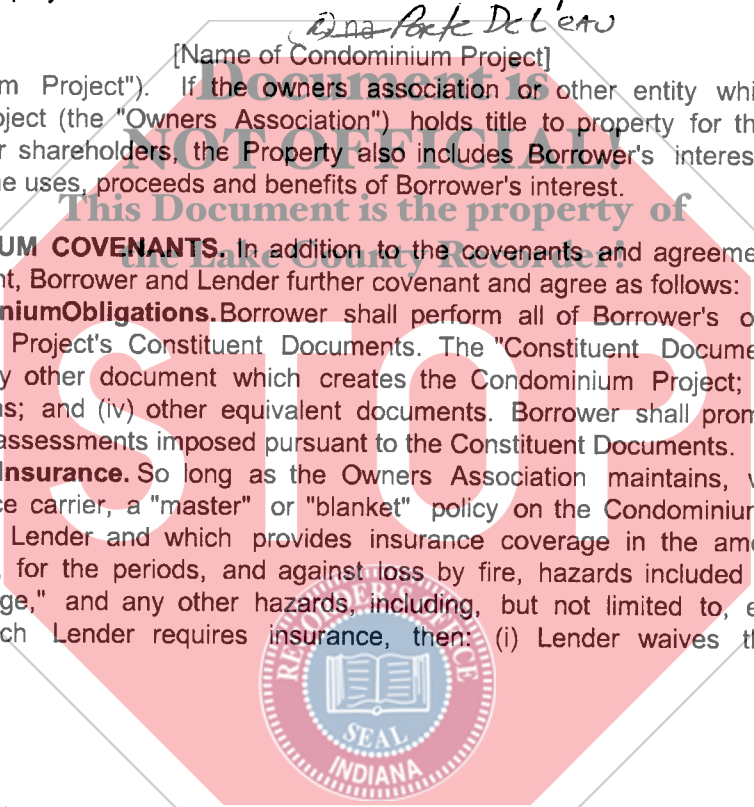 Porte De L'eau
[Name of Condominium Project]
m Project"). If the owners association or other entity whi
oject (the "Owners Association") holds title to property for th
r shareholders, the Property also includes Borrower's interes
ne uses, proceeds and benefits of Borrower's interest.
UM COVENANTS. In addition to the covenants and agreeme
nt, Borrower and Lender further covenant and agree as follows:
niumObligations. Borrower shall perform all of Borrower's o
Project's Constituent Documents. The "Constituent Docume
y other document which creates the Condominium Project;
ns; and (iv) other equivalent documents. Borrower shall prom
assessments imposed pursuant to the Constituent Documents.
Insurance. So long as the Owners Association maintains, w
ce carrier, a "master" or "blanket" policy on the Condominiun
Lender and which provides insurance coverage in the amo
, for the periods, and against loss by fire, hazards included
ge," and any other hazards, including, but not limited to, e
ch Lender requires insurance, then: (i) Lender waives th
Document is
NOT OFFICIAL!
This Document is the property of
the Lake County Recorder!
STOP
RECORDER'S OFFICE
SEAL
INDIANA